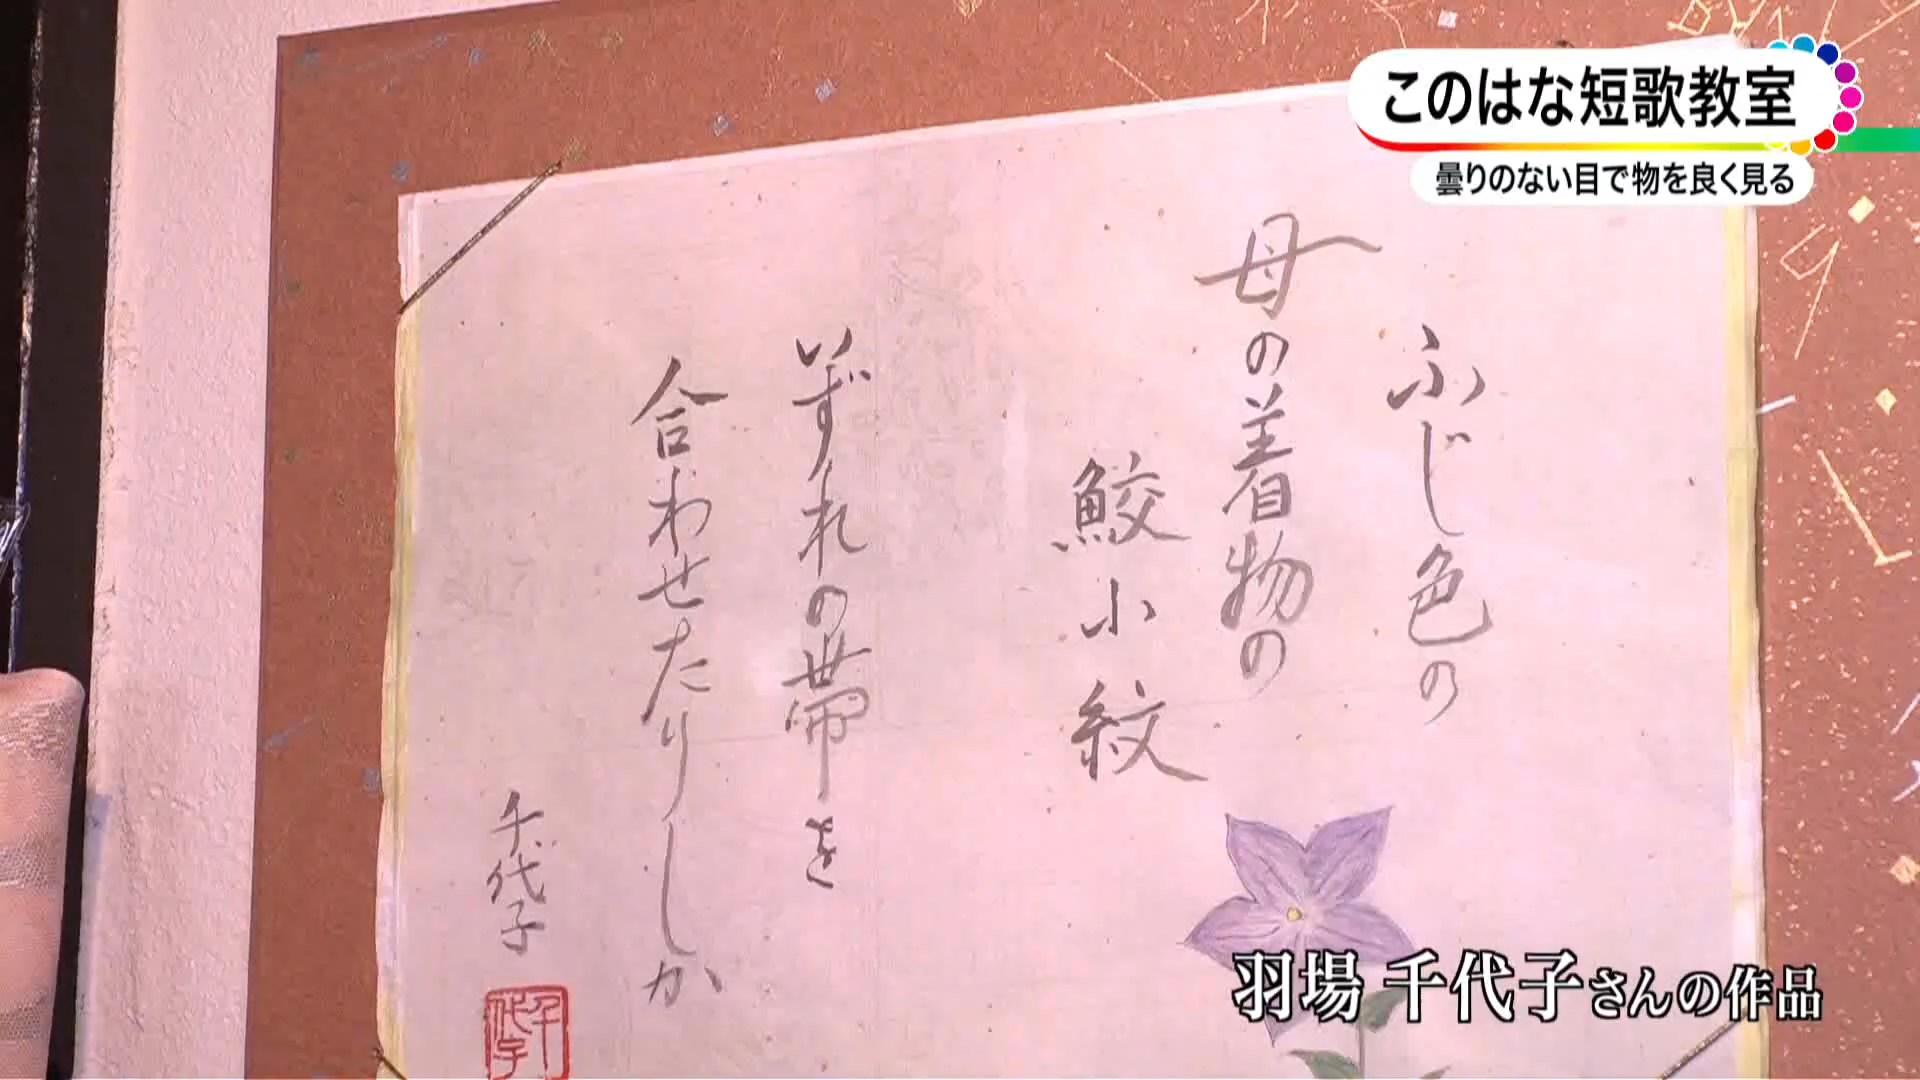 このはな短歌教室
曇りのない目で物を良く見る
ふじ色の
母の着物の
鮫小紋
いずれの帯を
合わせたりしか
千代子
千代子
羽場 千代子さんの作品